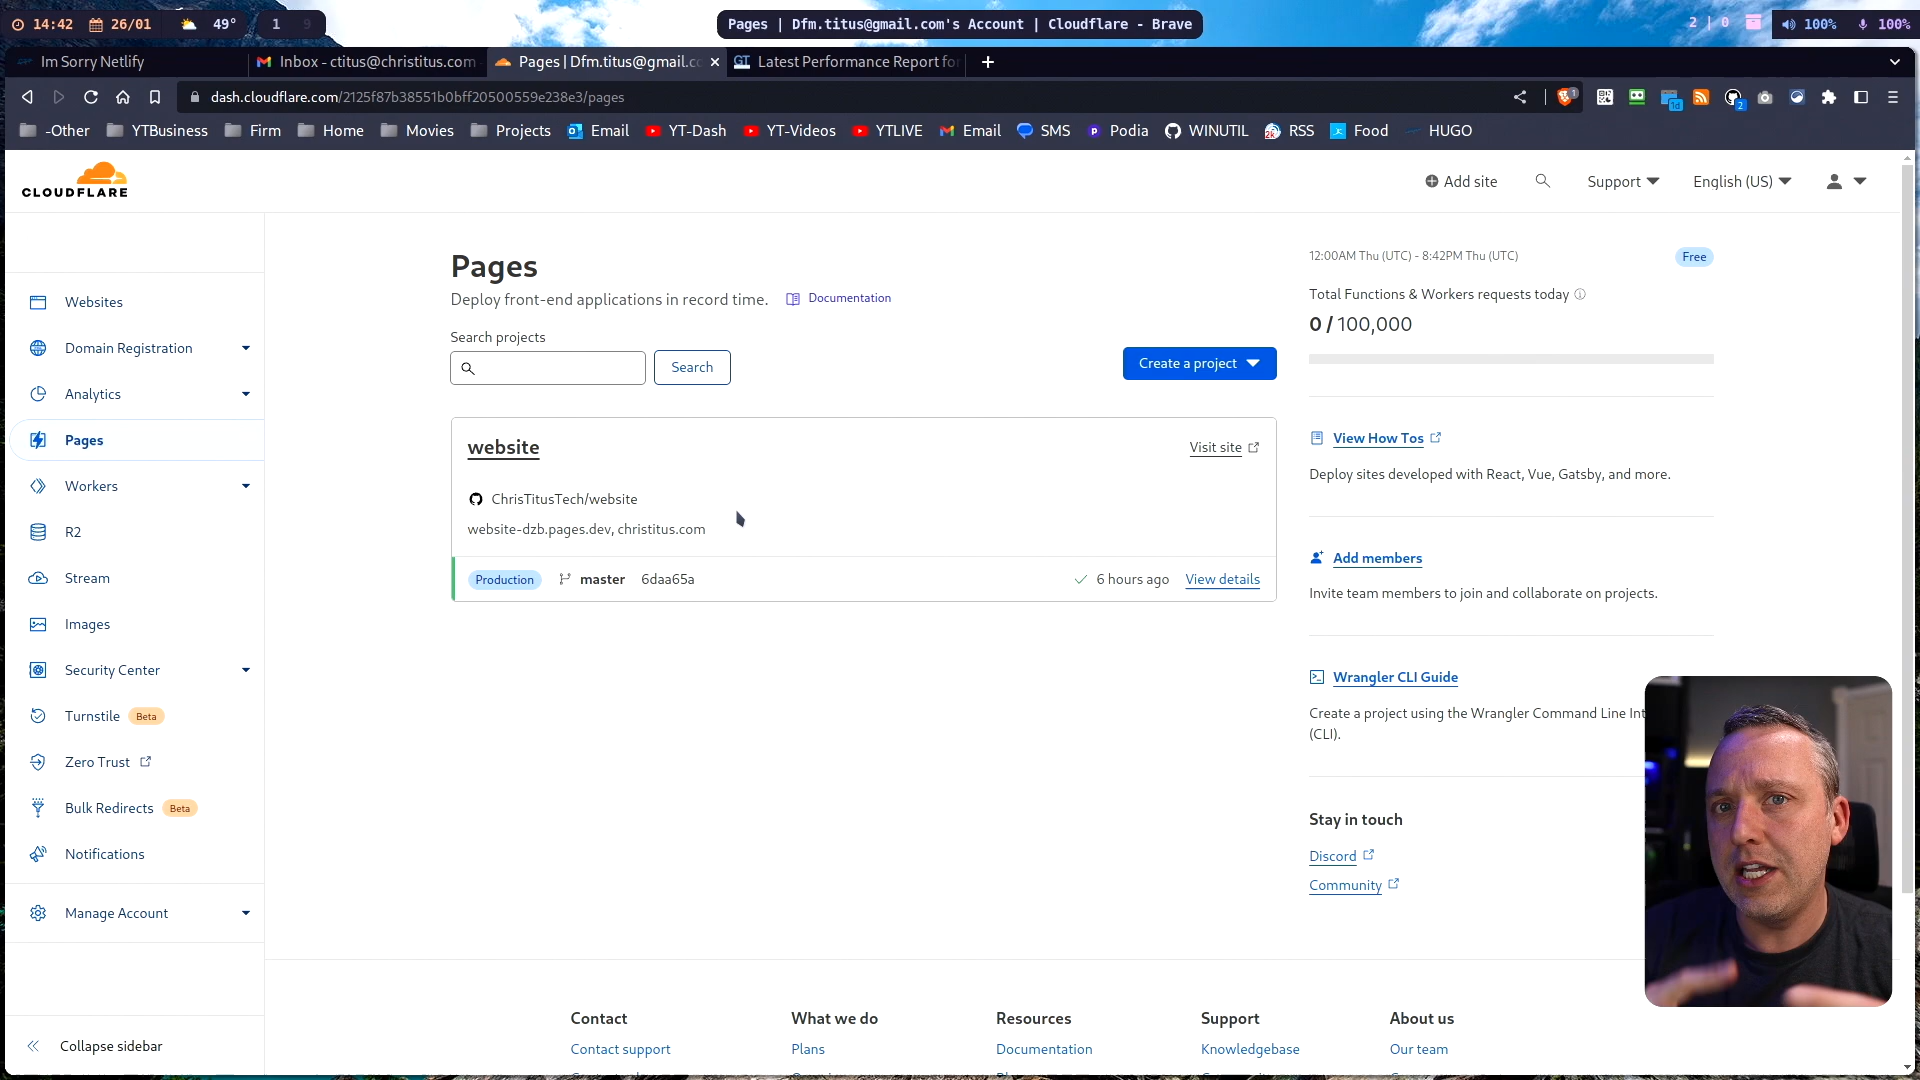 14:42 26/01 49° 1 9
Pages | Dfm.titus@gmail.com's Account | Cloudflare - Brave
2 | 0 100% 100%
Im Sorry Netlify
Inbox - ctitus@christitus.com
Pages | Dfm.titus@gmail.co
GT Latest Performance Report for
dash.cloudflare.com/2125f87b38551b0bff20500559e238e3/pages
-Other YTBusiness Firm Home Movies Projects Email YT-Dash YT-Videos YTLIVE Email SMS Podia WINUTIL RSS Food HUGO
CLOUDFLARE
Add site Support English (US)
Websites
Domain Registration
Analytics
Pages
Workers
R2
Stream
Images
Security Center
Turnstile Beta
Zero Trust
Bulk Redirects Beta
Notifications
Manage Account
Collapse sidebar
Pages
Deploy front-end applications in record time. Documentation
Search projects
Search
Create a project
website
Visit site
ChrisTitusTech/website
website-dzb.pages.dev, christitus.com
Production master 6daa65a 6 hours ago View details
12:00AM Thu (UTC) - 8:42PM Thu (UTC) Free
Total Functions & Workers requests today
0 / 100,000
View How Tos
Deploy sites developed with React, Vue, Gatsby, and more.
Add members
Invite team members to join and collaborate on projects.
Wrangler CLI Guide
Create a project using the Wrangler Command Line Int
(CLI).
Stay in touch
Discord
Community
Contact What we do Resources Support About us
Contact support Plans Documentation Knowledgebase Our team